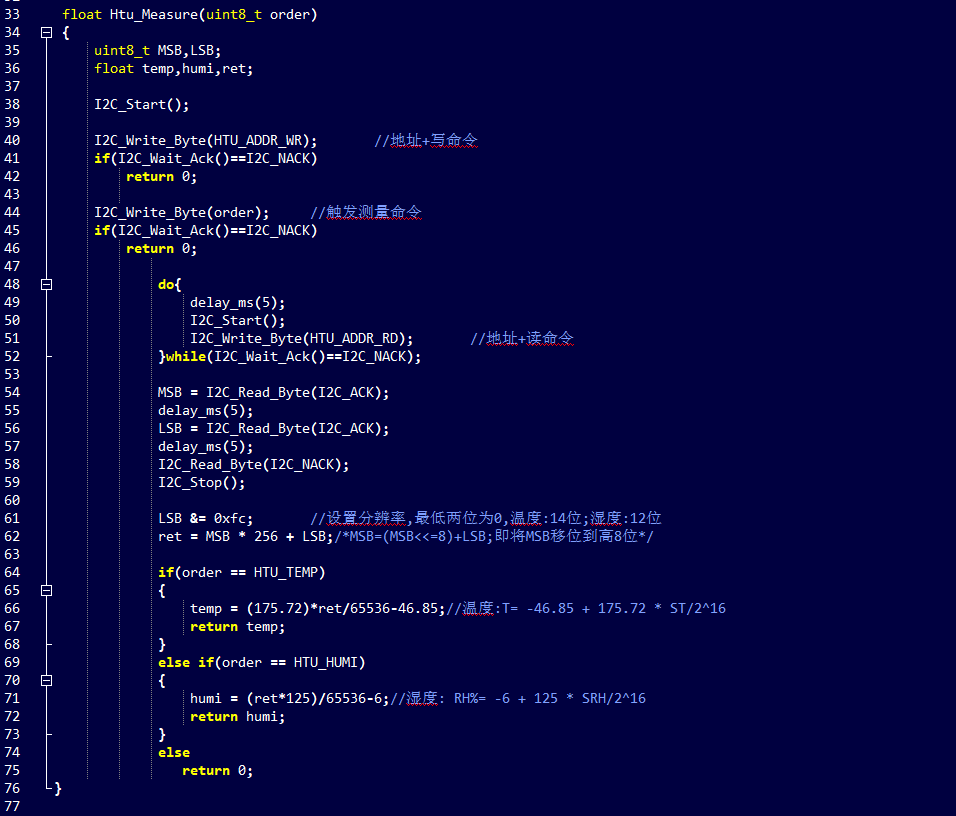 33 float Htu_Measure(uint8_t order)
34 {
35 uint8_t MSB,LSB;
36 float temp,humi,ret;
37
38 I2C_Start();
39
40 I2C_Write_Byte(HTU_ADDR_WR); //地址+写命令
41 if(I2C_Wait_Ack()==I2C_NACK)
42 return 0;
43
44 I2C_Write_Byte(order); //触发测量命令
45 if(I2C_Wait_Ack()==I2C_NACK)
46 return 0;
47
48 do{
49 delay_ms(5);
50 I2C_Start();
51 I2C_Write_Byte(HTU_ADDR_RD); //地址+读命令
52 }while(I2C_Wait_Ack()==I2C_NACK);
53
54 MSB = I2C_Read_Byte(I2C_ACK);
55 delay_ms(5);
56 LSB = I2C_Read_Byte(I2C_ACK);
57 delay_ms(5);
58 I2C_Read_Byte(I2C_NACK);
59 I2C_Stop();
60
61 LSB &= 0xfc; //设置分辨率,最低两位为0,温度:14位;湿度:12位
62 ret = MSB * 256 + LSB;/*MSB=(MSB<<=8)+LSB;即将MSB移位到高8位*/
63
64 if(order == HTU_TEMP)
65 {
66 temp = (175.72)*ret/65536-46.85;//温度:T= -46.85 + 175.72 * ST/2^16
67 return temp;
68 }
69 else if(order == HTU_HUMI)
70 {
71 humi = (ret*125)/65536-6;//湿度: RH%= -6 + 125 * SRH/2^16
72 return humi;
73 }
74 else
75 return 0;
76 }
77